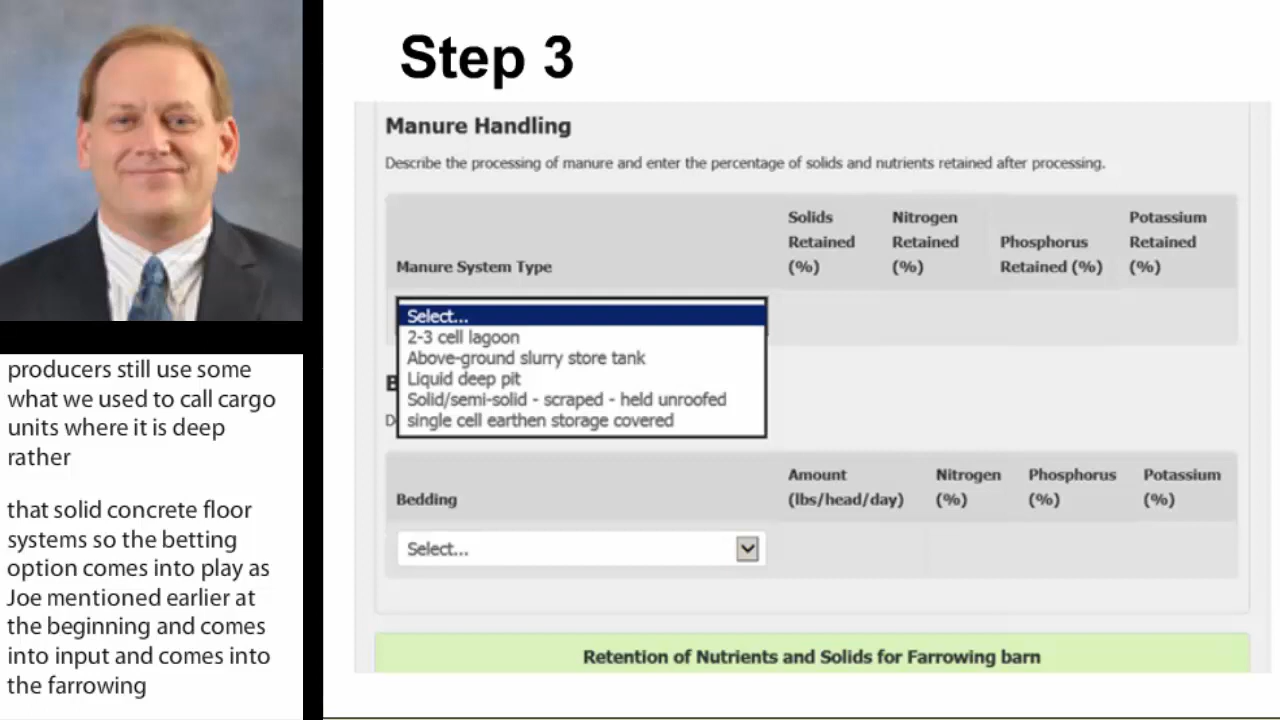 Step 3
Manure Handling
Describe the processing of manure and enter the percentage of solids and nutrients retained after processing.
Manure System Type
Solids Retained (%)
Nitrogen Retained (%)
Phosphorus Retained (%)
Potassium Retained (%)
Select...
2-3 cell lagoon
Above-ground slurry store tank
Liquid deep pit
Solid/semi-solid - scraped - held unroofed
single cell earthen storage covered
Bedding
Amount (lbs/head/day)
Nitrogen (%)
Phosphorus (%)
Potassium (%)
Select...
Retention of Nutrients and Solids for Farrowing barn
producers still use some
what we used to call cargo
units where it is deep
rather
that solid concrete floor
systems so the betting
option comes into play as
Joe mentioned earlier at
the beginning and comes
into input and comes into
the farrowing